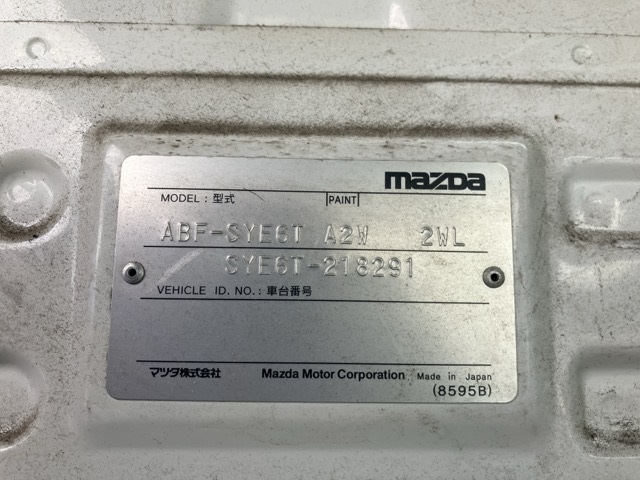 mazda
MODEL : 型式 PAINT
ABF-SYE6T A2W 2WL
SYE6T-218291
VEHICLE ID. NO. : 車台番号
マツダ株式会社 Mazda Motor Corporation Made in Japan
(8595B)